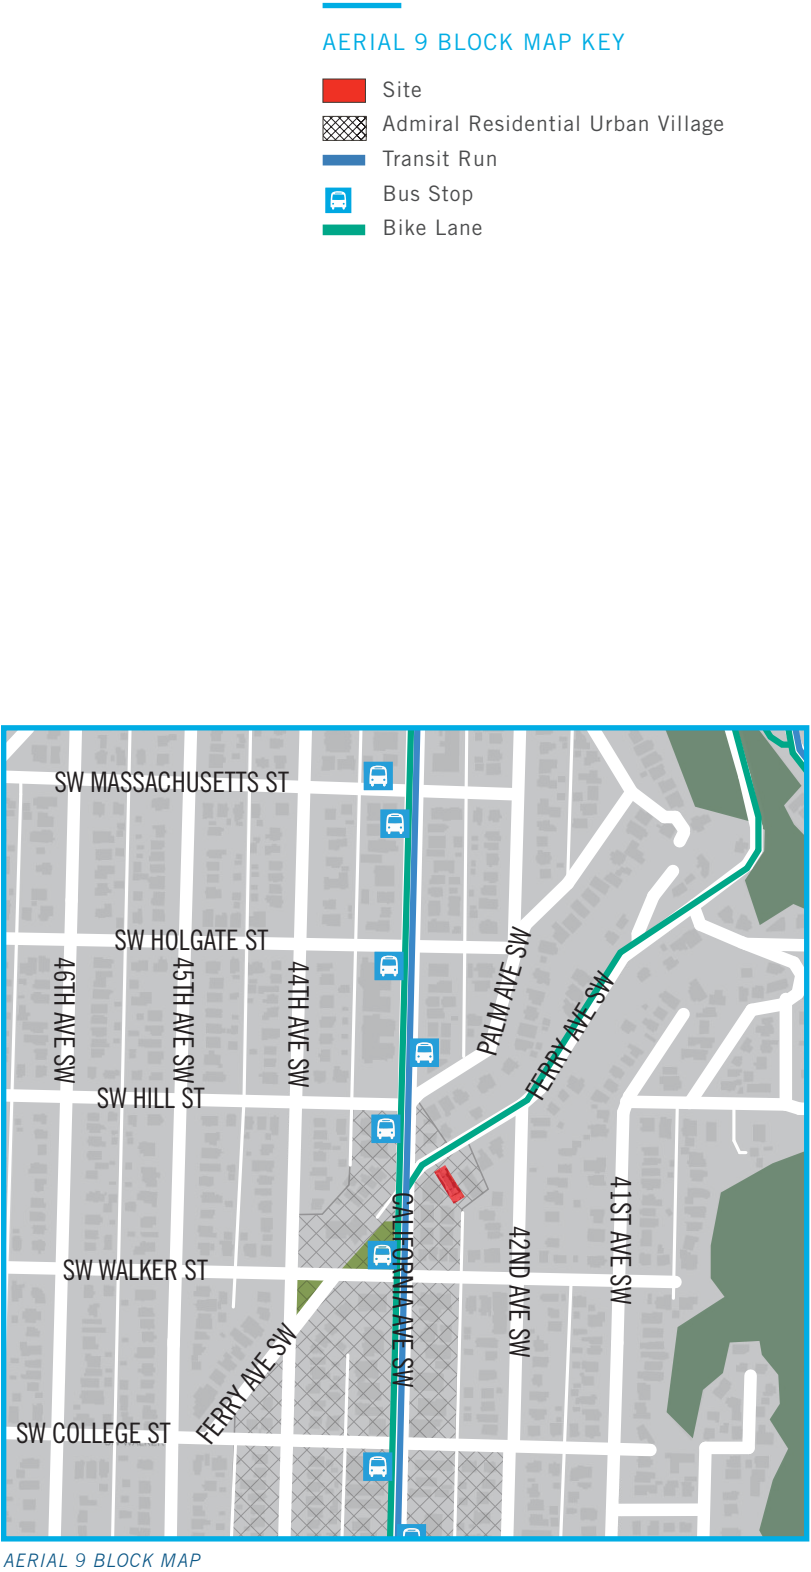 AERIAL 9 BLOCK MAP KEY
Site
Admiral Residential Urban Village
Transit Run
Bus Stop
Bike Lane
SW MASSACHUSETTS ST
SW HOLGATE ST
46TH AVE SW
45TH AVE SW
44TH AVE SW
PALM AVE SW
FERRY AVE SW
SW HILL ST
41ST AVE SW
CALIFORNIA AVE SW
42ND AVE SW
SW WALKER ST
FERRY AVE SW
SW COLLEGE ST
AERIAL 9 BLOCK MAP